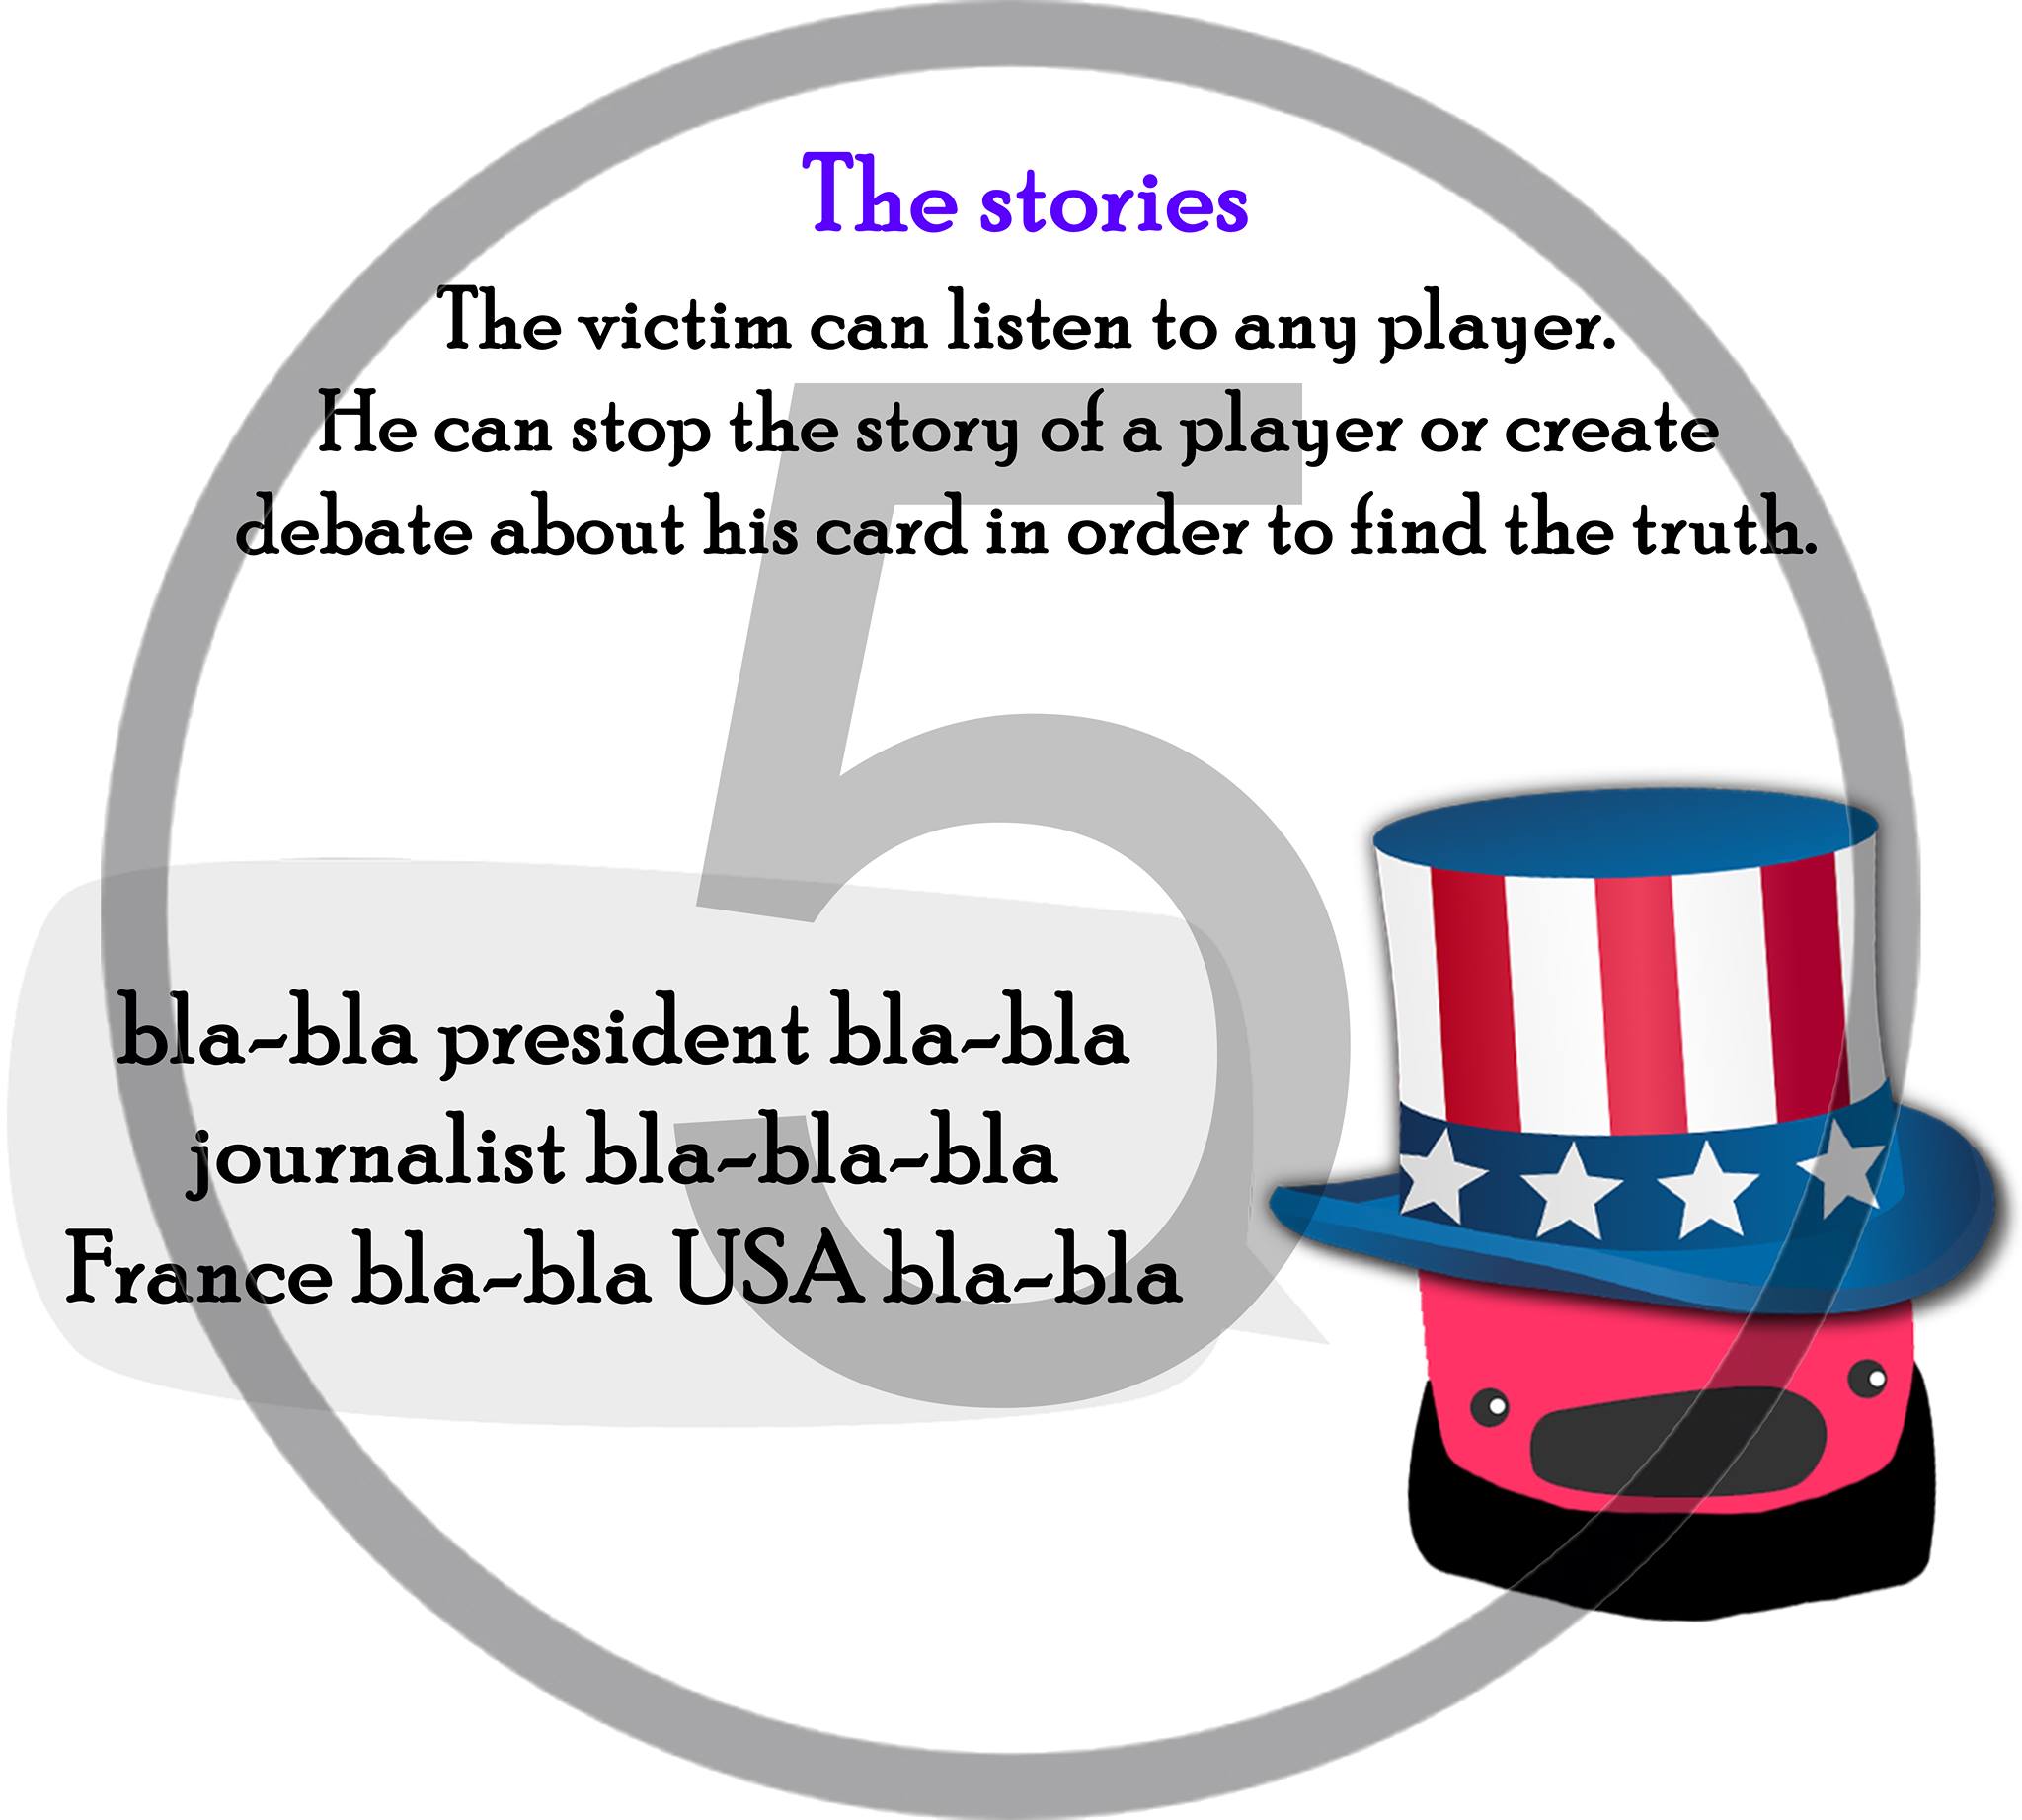 The stories
The victim can listen to any player.
He can stop the story of a player or create
debate about his card in order to find the truth.
5
bla-bla president bla-bla
journalist bla-bla-bla
France bla-bla USA bla-bla